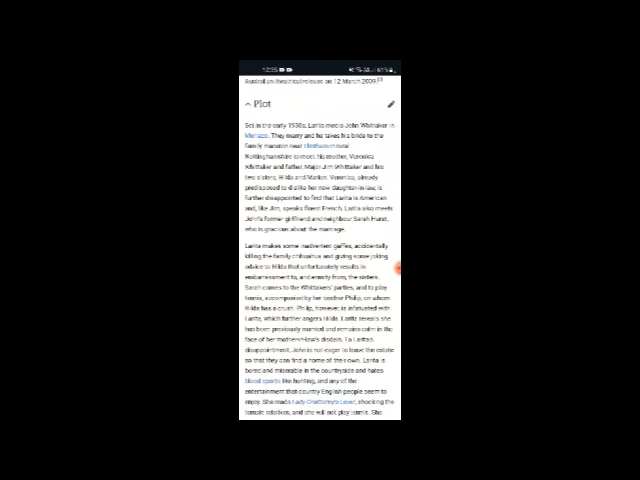 12:35 61%
Australian theatrical release on 12 March 2009.
Plot
Set in the early 1930s, Larita meets John Whittaker in
Monaco. They marry and he takes his bride to the
family mansion near Flintham in rural
Nottinghamshire to meet his mother, Veronica
Whittaker and father, Major Jim Whittaker and his
two sisters, Hilda and Marion. Veronica, already
predisposed to dislike her new daughter-in-law, is
further disappointed to find that Larita is American
and, like Jim, speaks fluent French. Larita also meets
John's former girlfriend and neighbour Sarah Hurst,
who is gracious about the marriage.
Larita makes some inadvertent gaffes, accidentally
killing the family chihuahua and giving some joking
advice to Hilda that unfortunately results in
embarrassment to, and enmity from, the sisters.
Sarah comes to the Whittakers' parties, and to play
tennis, accompanied by her brother Philip, on whom
Hilda has a crush. Philip, however, is infatuated with
Larita, which further angers Hilda. Larita reveals she
has been previously married and remains calm in the
face of her mother-in-law's disdain. To Larita's
disappointment, John is not eager to leave the estate
so that they can find a home of their own. Larita is
bored and miserable in the countryside and hates
blood sports like hunting, and any of the
entertainment that country English people seem to
enjoy. She reads Lady Chatterley's Lover, shocking the
female relatives, and she will not play tennis. She